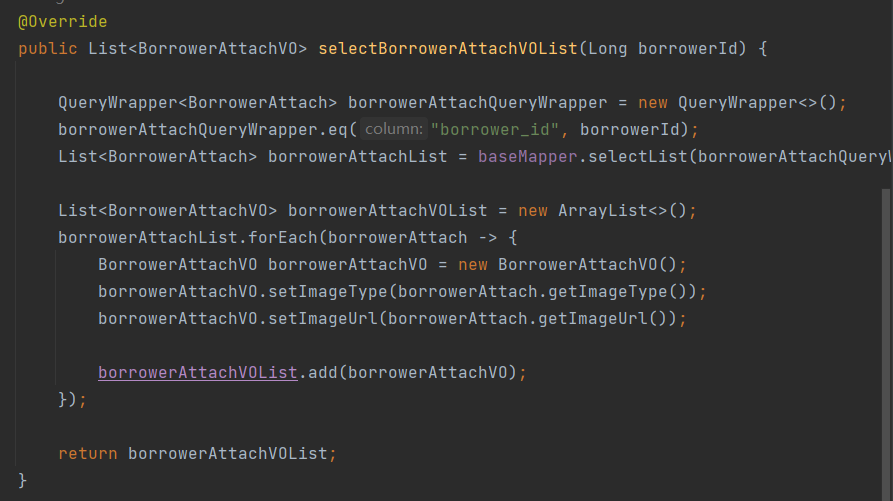 @Override
public List<BorrowerAttachVO> selectBorrowerAttachVOList(Long borrowerId) {
QueryWrapper<BorrowerAttach> borrowerAttachQueryWrapper = new QueryWrapper<>();
borrowerAttachQueryWrapper.eq( column: "borrower_id", borrowerId);
List<BorrowerAttach> borrowerAttachList = baseMapper.selectList(borrowerAttachQueryW
List<BorrowerAttachVO> borrowerAttachVOList = new ArrayList<>();
borrowerAttachList.forEach(borrowerAttach -> {
BorrowerAttachVO borrowerAttachVO = new BorrowerAttachVO();
borrowerAttachVO.setImageType(borrowerAttach.getImageType());
borrowerAttachVO.setImageUrl(borrowerAttach.getImageUrl());
borrowerAttachVOList.add(borrowerAttachVO);
});
return borrowerAttachVOList;
}